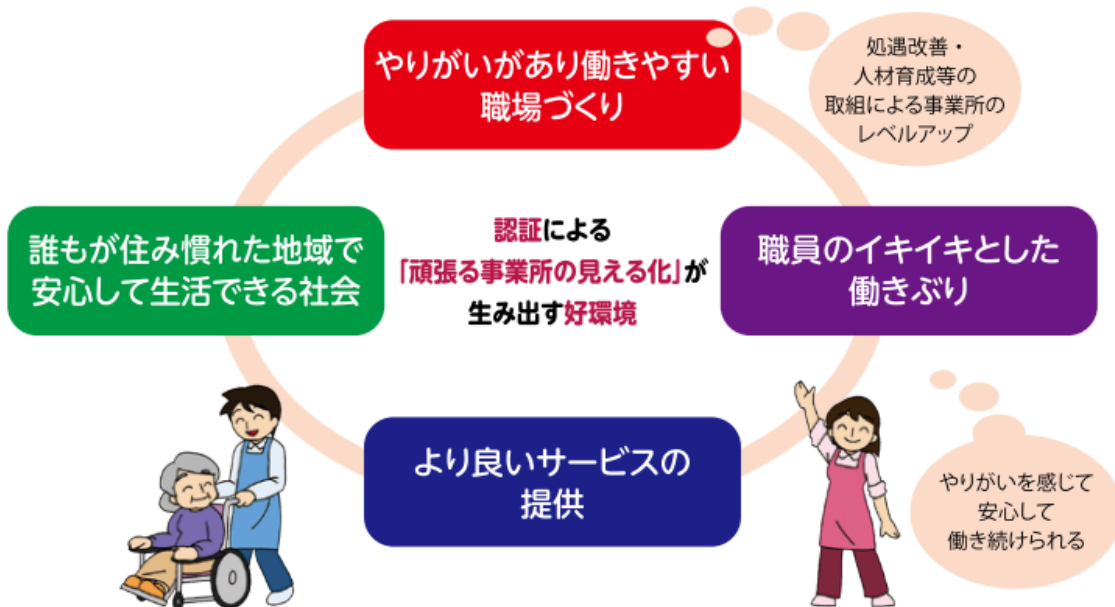 やりがいがあり働きやすい
職場づくり
処遇改善・
人材育成等の
取組による事業所の
レベルアップ
誰もが住み慣れた地域で
安心して生活できる社会
認証による
「頑張る事業所の見える化」が
生み出す好環境
職員のイキイキとした
働きぶり
より良いサービスの
提供
やりがいを感じて
安心して
働き続けられる